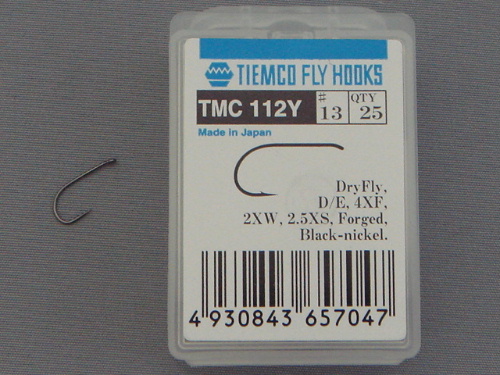 TIEMCO FLY HOOKS
TMC 112Y # 13 QTY 25
Made in Japan
DryFly,
D/E, 4XF,
2XW, 2.5XS, Forged,
Black-nickel.
4 930843 657047